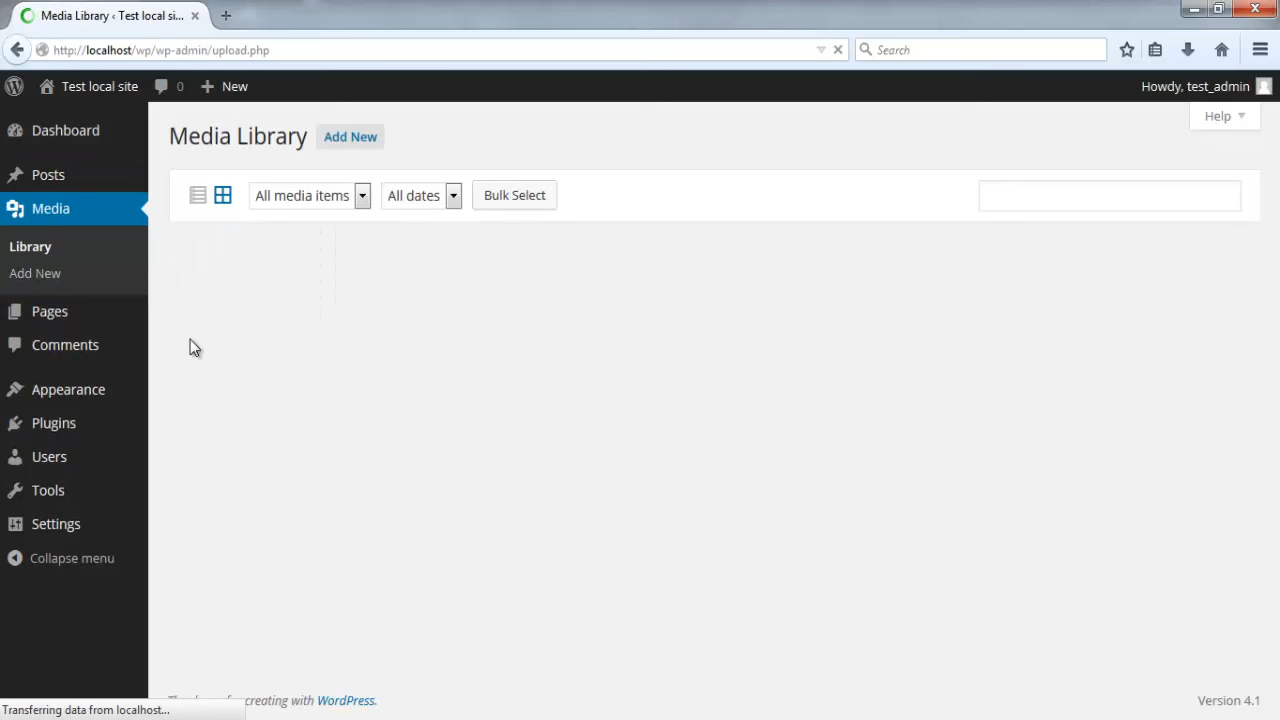 Media Library ‹ Test local si...
http://localhost/wp/wp-admin/upload.php
Search
Test local site 0 New
Howdy, test_admin
Dashboard
Posts
Media
Library
Add New
Pages
Comments
Appearance
Plugins
Users
Tools
Settings
Collapse menu
Media Library Add New
Help
All media items All dates Bulk Select
creating with WordPress.
Version 4.1
Transferring data from localhost...